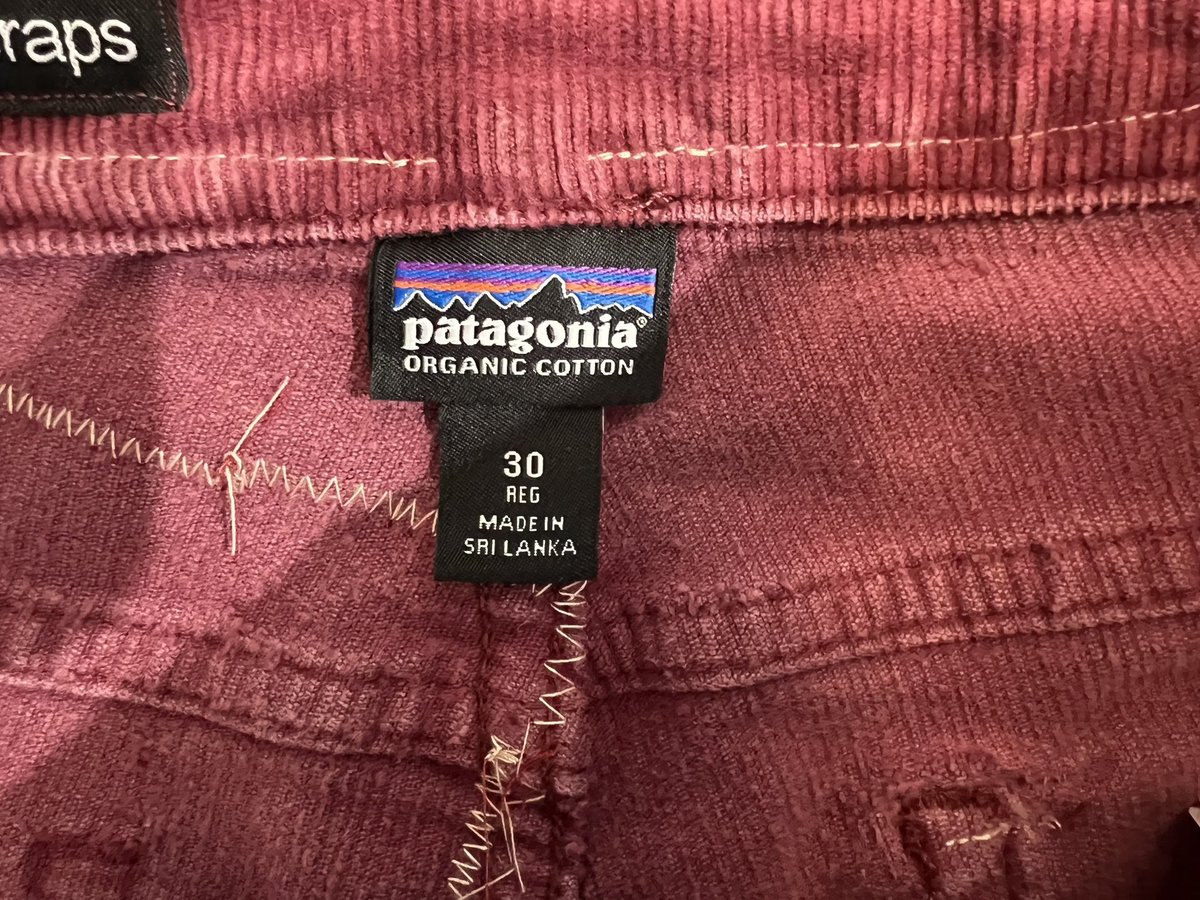 raps
patagonia®
ORGANIC COTTON
30
REG
MADE IN
SRI LANKA